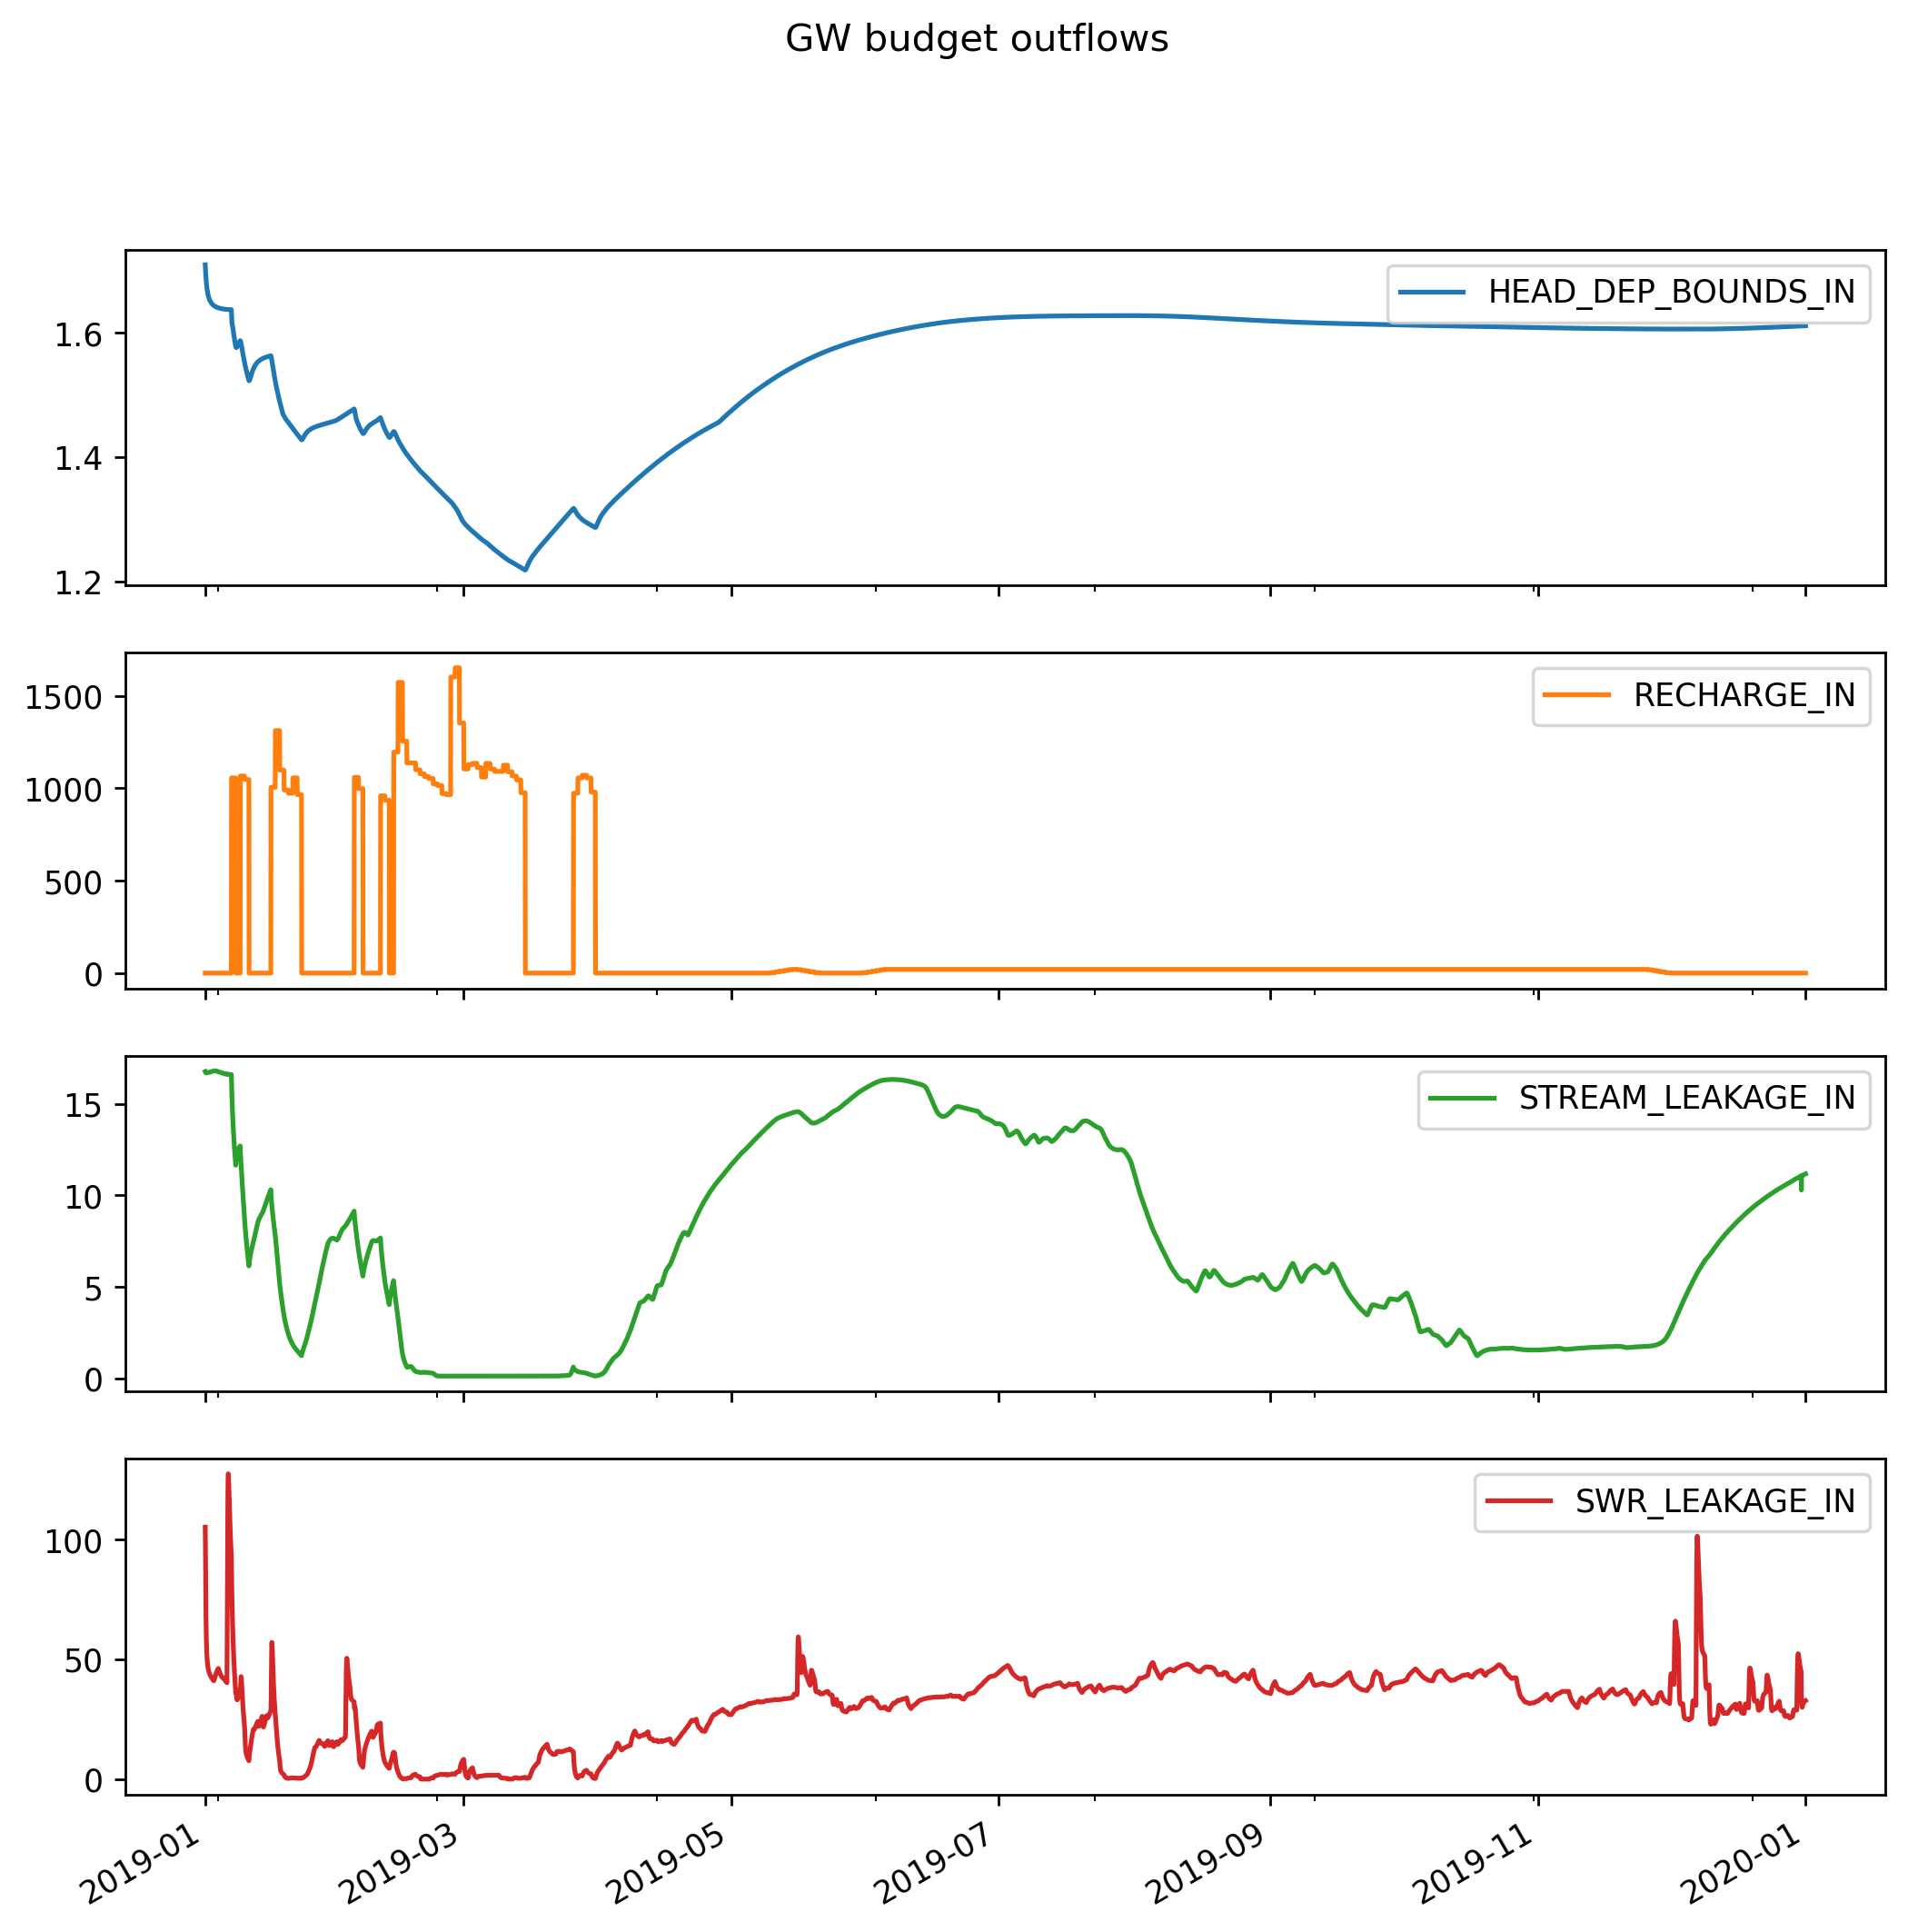 GW budget outflows
HEAD_DEP_BOUNDS_IN
1.6
1.4
1.2
RECHARGE_IN
1500
1000
500
0
STREAM_LEAKAGE_IN
15
10
5
0
SWR_LEAKAGE_IN
100
50
0
2019-01 2019-03 2019-05 2019-07 2019-09 2019-11 2020-01